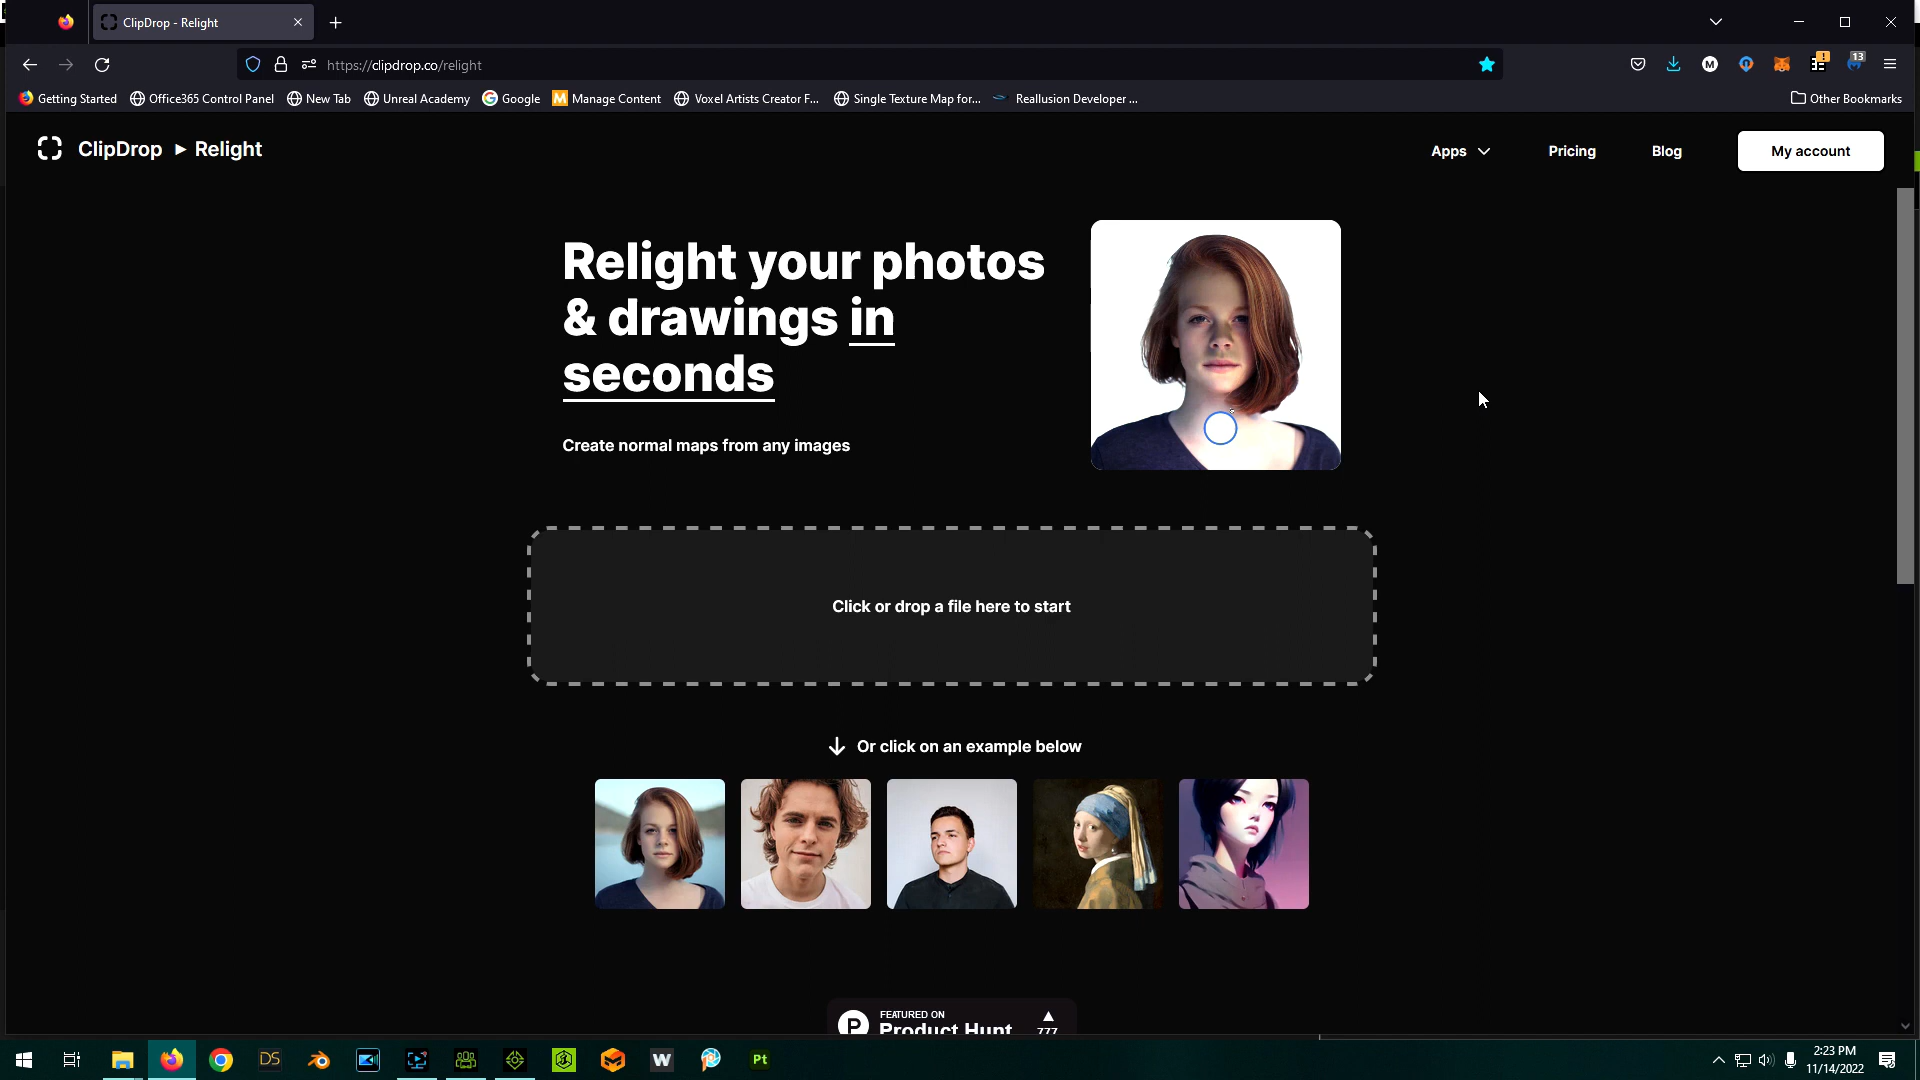 ClipDrop - Relight
https://clipdrop.co/relight
13
Getting Started
Office365 Control Panel
New Tab
Unreal Academy
Google
Manage Content
Voxel Artists Creator F...
Single Texture Map for...
Reallusion Developer ...
Other Bookmarks
ClipDrop ► Relight
Apps
Pricing
Blog
My account
Relight your photos
& drawings in
seconds
Create normal maps from any images
Click or drop a file here to start
Or click on an example below
FEATURED ON
Product Hunt
777
DS
W
Pt
2:23 PM
11/14/2022